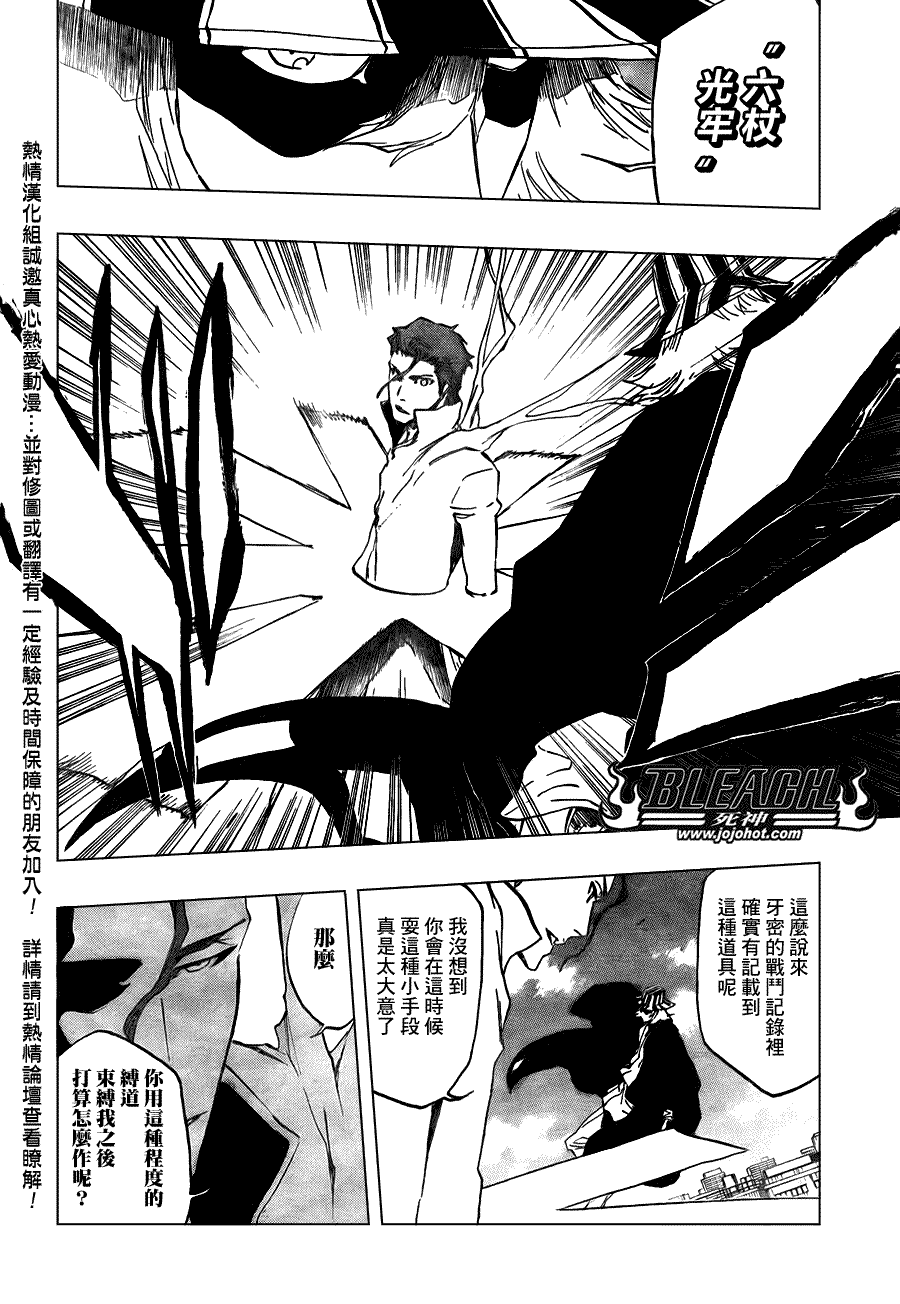 “六杖
光牢”
BLEACH
死神
www.jojohot.com
這麼說來
牙密的戰鬥記錄裡
確實有記載到
這種道具呢
我沒想到
你會在這時候
耍這種小手段
真是太大意了
那麼
你用這種程度的
縛道
束縛我之後
打算怎麼作呢？
熱情漢化組誠邀真心熱愛動漫…並對修圖或翻譯有一定經驗及時間保障的朋友加入！ 詳情請到熱情論壇查看瞭解！